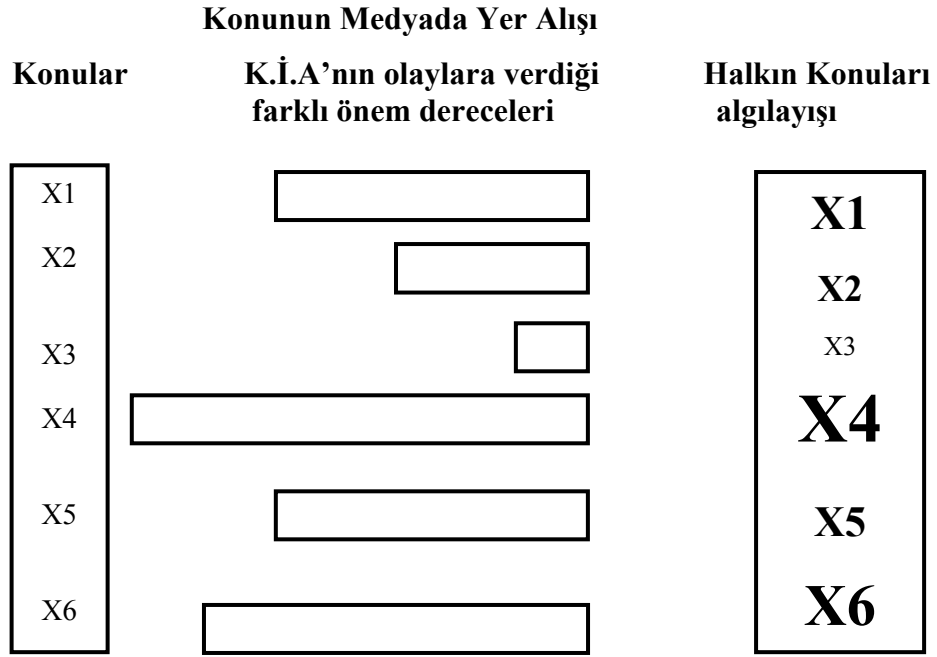 Konunun Medyada Yer Alışı
Konular
K.İ.A’nın olaylara verdiği
farklı önem dereceleri
Halkın Konuları
algılayışı
X1
X2
X3
X4
X5
X6
X1
X2
X3
X4
X5
X6